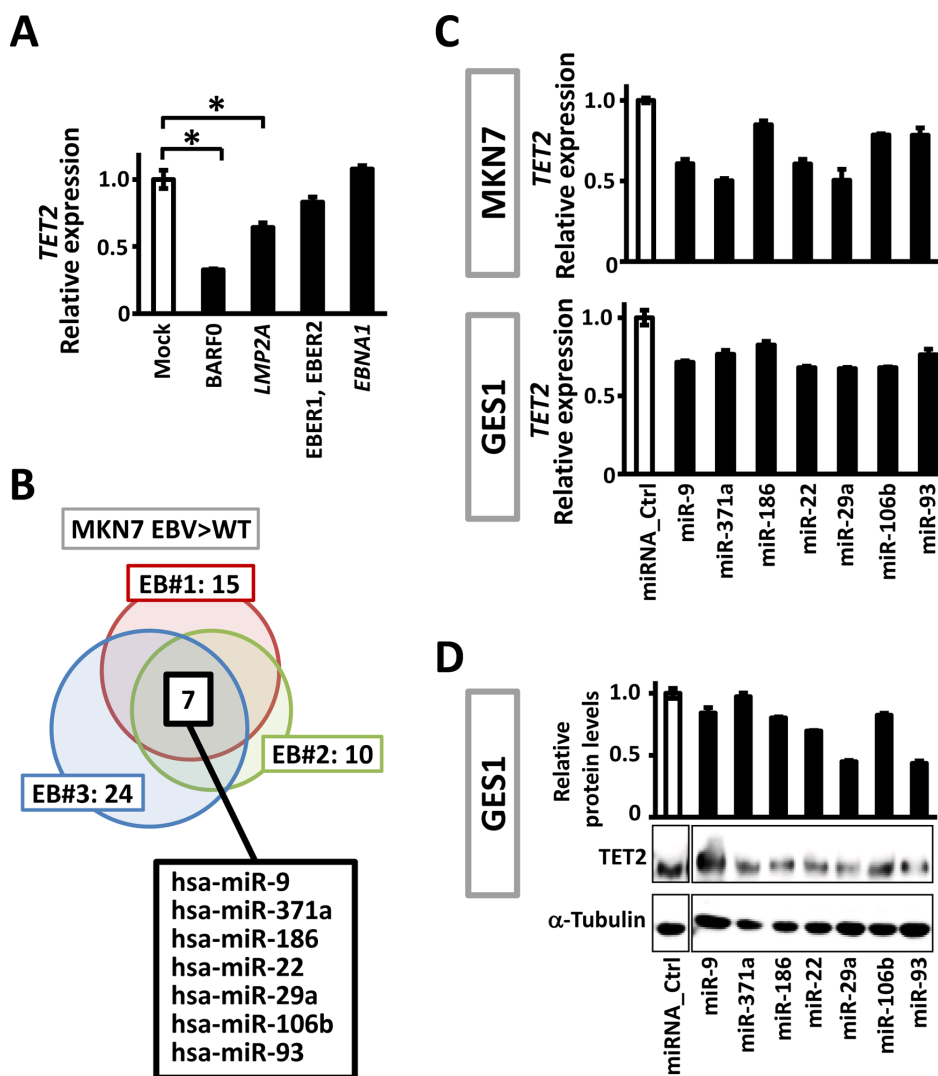 A
*
*
TET2
Relative expression
1.0
0.5
0
Mock
BARF0
LMP2A
EBER1, EBER2
EBNA1
B
MKN7 EBV>WT
EB#1: 15
7
EB#2: 10
EB#3: 24
hsa-miR-9
hsa-miR-371a
hsa-miR-186
hsa-miR-22
hsa-miR-29a
hsa-miR-106b
hsa-miR-93
C
MKN7
TET2
Relative expression
1.0
0.5
0
GES1
TET2
Relative expression
1.0
0.5
0
miRNA_Ctrl
miR-9
miR-371a
miR-186
miR-22
miR-29a
miR-106b
miR-93
D
GES1
Relative
protein levels
1.0
0.5
0
TET2
α-Tubulin
miRNA_Ctrl
miR-9
miR-371a
miR-186
miR-22
miR-29a
miR-106b
miR-93